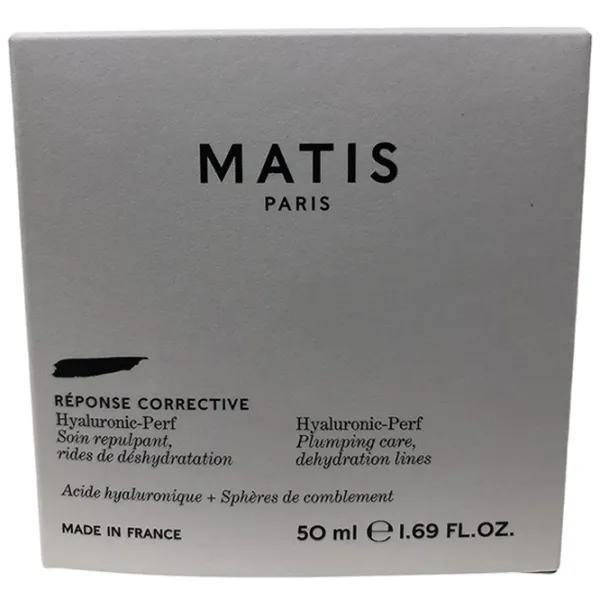 MATIS
PARIS
RÉPONSE CORRECTIVE
Hyaluronic-Perf
Soin repulpant,
rides de déshydratation
Hyaluronic-Perf
Plumping care,
dehydration lines
Acide hyaluronique + Sphères de comblement
MADE IN FRANCE
50 ml ℮ 1.69 FL.OZ.